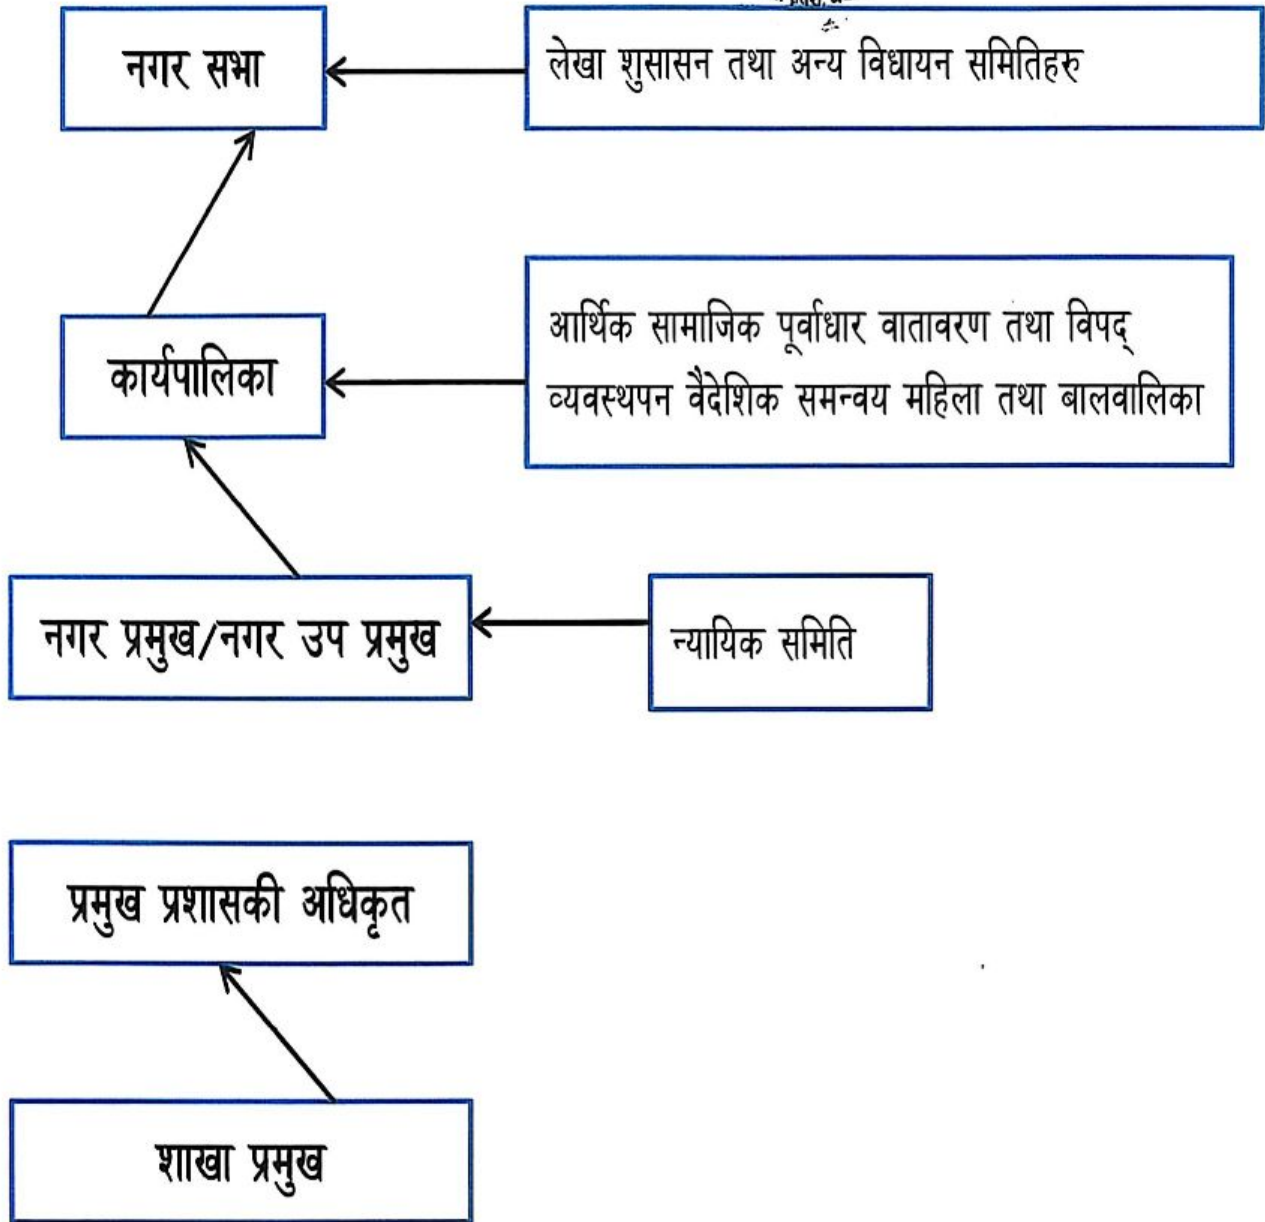 नगर सभा
लेखा शुसासन तथा अन्य विधायन समितिहरु
कार्यपालिका
आर्थिक सामाजिक पूर्वाधार वातावरण तथा विपद्
व्यवस्थपन वैदेशिक समन्वय महिला तथा बालवालिका
नगर प्रमुख/नगर उप प्रमुख
न्यायिक समिति
प्रमुख प्रशासकी अधिकृत
शाखा प्रमुख